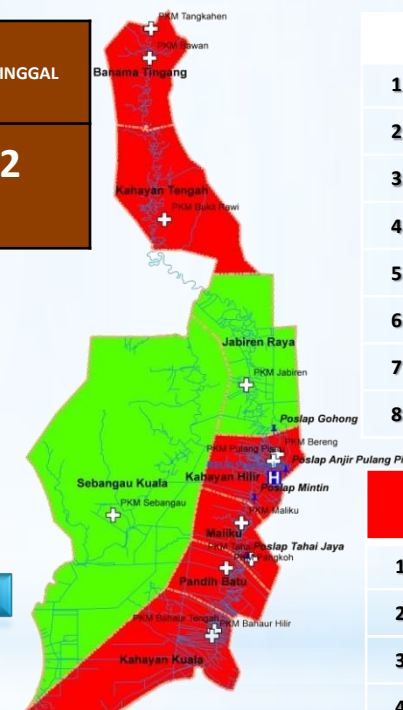 INGGAL
2
PKM Tangkahen
PKM Bawan
Banama Tingang
Kahayan Tengah
PKM Bukit Rawi
Jabiren Raya
PKM Jabiren
Poslap Gohong
PKM Bereng
PKM Pulang Pisau
Poslap Anjir Pulang Pi
Kahayan Hilir
H
Sebangau Kuala
PKM Sebangau
Poslap Mintin
PKM Maliku
Maliku
Poslap Tahai Jaya
PKM Pangkoh
Pandih Batu
PKM Bahaur Tengah
PKM Bahaur Hilir
Kahayan Kuala
1
2
3
4
5
6
7
8
1
2
3
4